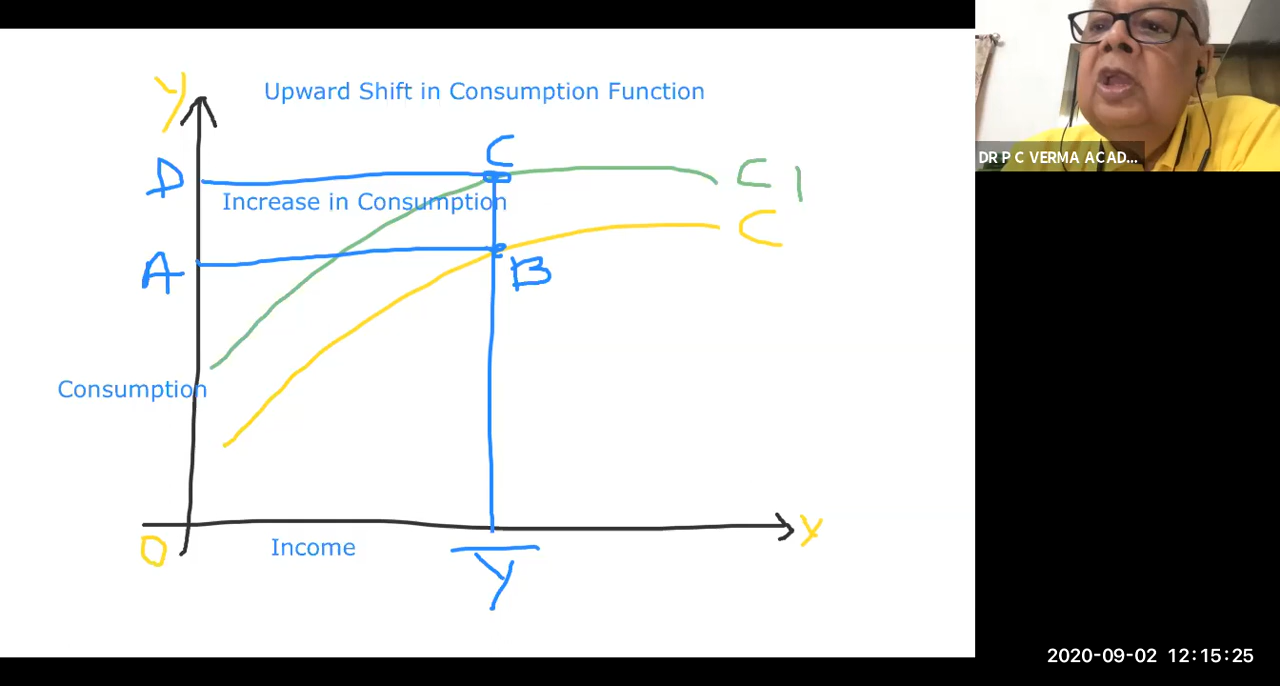 Y
Upward Shift in Consumption Function
C
D
C1
Increase in Consumption
C
A
B
Consumption
O
Income
Y
X
DR P C VERMA ACAD...
2020-09-02 12:15:25